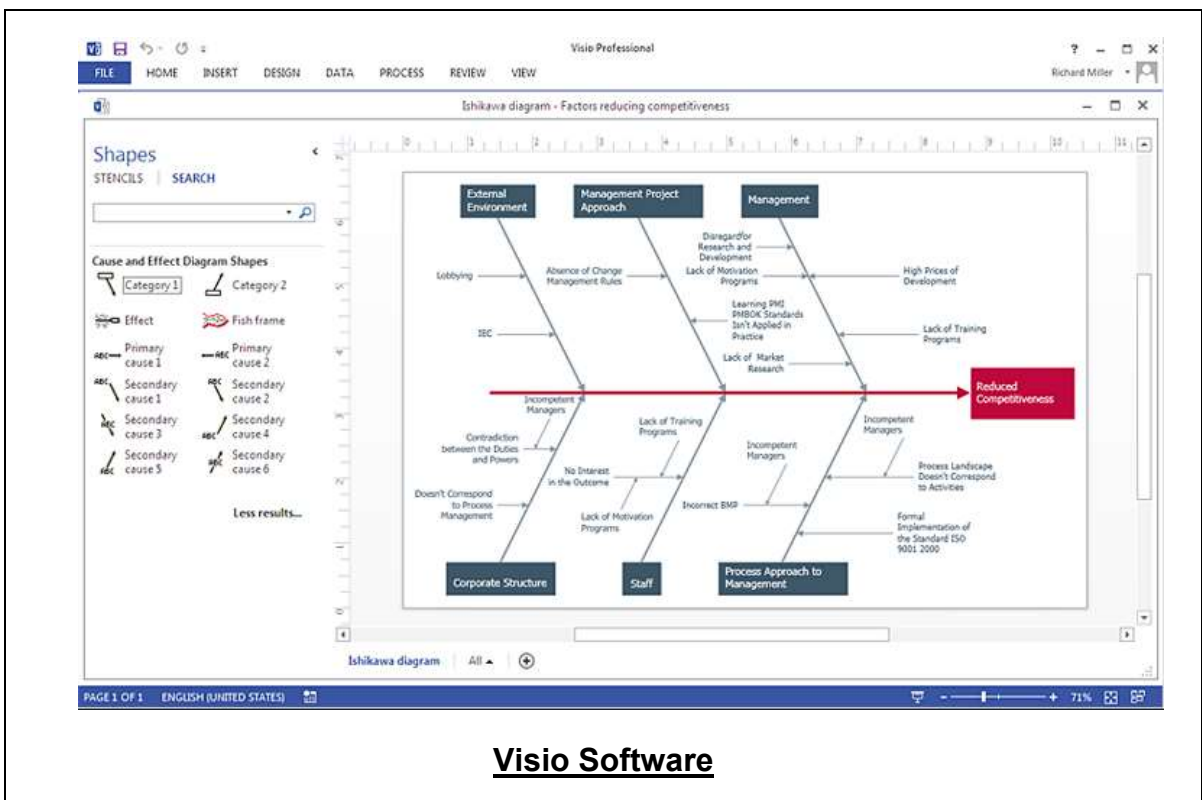 Visio Professional
? – □ ×
FILE HOME INSERT DESIGN DATA PROCESS REVIEW VIEW
Richard Miller
Ishikawa diagram - Factors reducing competitiveness
Shapes
STENCILS | SEARCH
Cause and Effect Diagram Shapes
Category 1
Category 2
Effect
Fish frame
Primary
cause 1
Primary
cause 2
Secondary
cause 1
Secondary
cause 2
Secondary
cause 3
Secondary
cause 4
Secondary
cause 5
Secondary
cause 6
Less results...
External
Environment
Management Project
Approach
Management
Lobbying
IEC
Absence of Change
Management Rules
Learning PMI
PMBOK Standards
Isn't Applied in
Practice
Disregardfor
Research and
Development
Lack of Motivation
Programs
High Prices of
Development
Lack of Training
Programs
Lack of Market
Research
Reduced
Competitiveness
Incompetent
Managers
Contradiction
between the Duties
and Powers
Doesn't Correspond
to Process
Management
Lack of Training
Programs
No Interest
in the Outcome
Lack of Motivation
Programs
Incompetent
Managers
Incorrect BMP
Incompetent
Managers
Process Landscape
Doesn't Correspond
to Activities
Formal
Implementation of
the Standard ISO
9001 2000
Corporate Structure
Staff
Process Approach to
Management
Ishikawa diagram All
PAGE 1 OF 1 ENGLISH (UNITED STATES)
71%
Visio Software